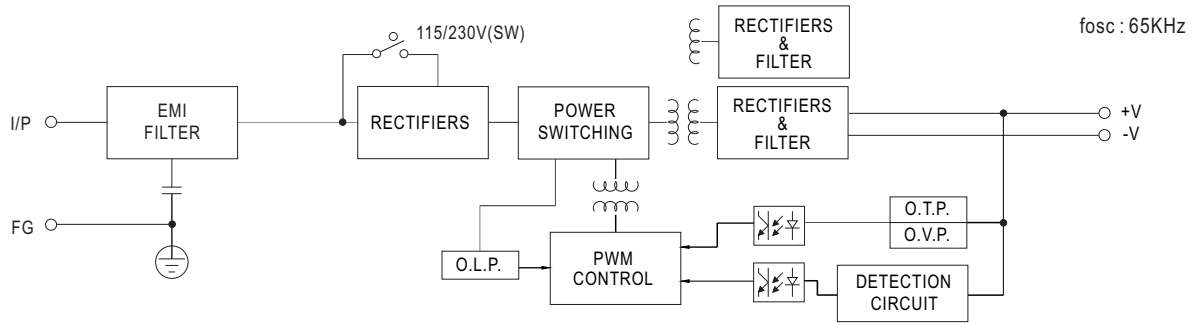 115/230V(SW)
RECTIFIERS
&
FILTER
fosc : 65KHz
I/P
EMI
FILTER
RECTIFIERS
POWER
SWITCHING
RECTIFIERS
&
FILTER
+V
-V
FG
O.L.P.
PWM
CONTROL
O.T.P.
O.V.P.
DETECTION
CIRCUIT